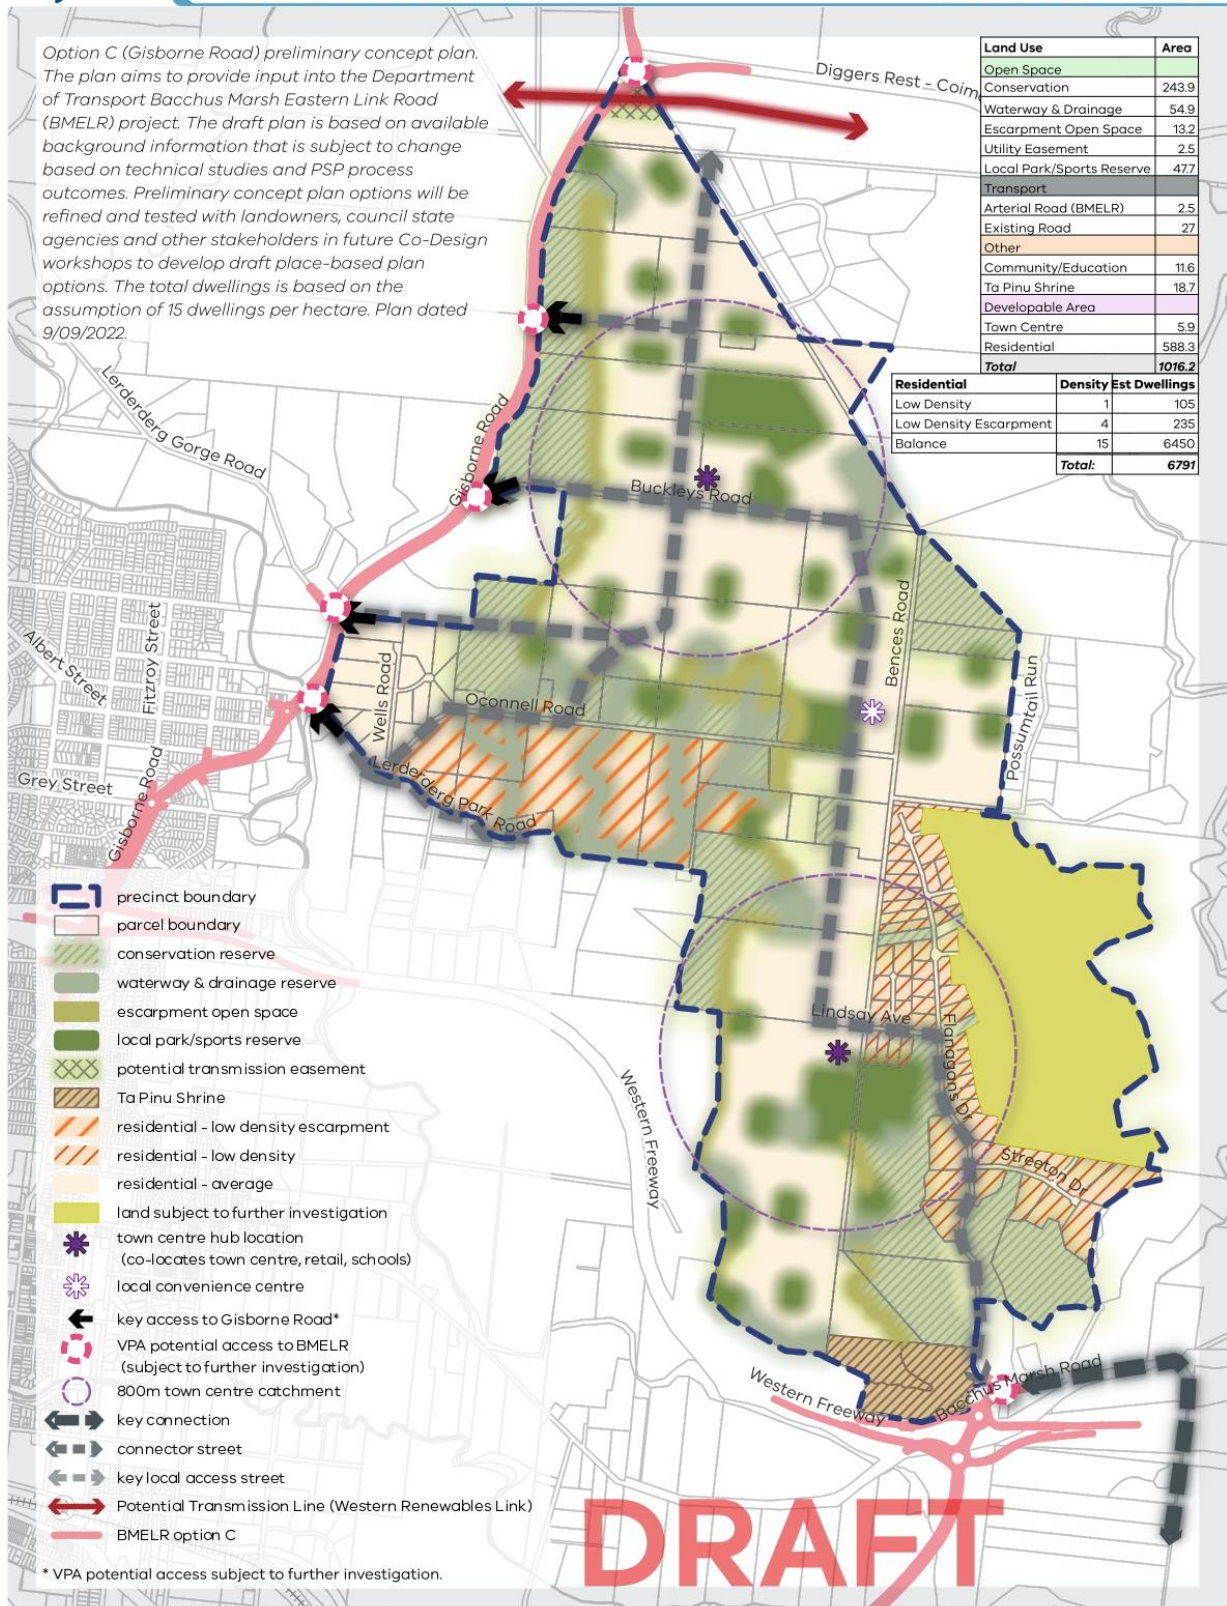 Option C (Gisborne Road) preliminary concept plan.
The plan aims to provide input into the Department
of Transport Bacchus Marsh Eastern Link Road
(BMELR) project. The draft plan is based on available
background information that is subject to change
based on technical studies and PSP process
outcomes. Preliminary concept plan options will be
refined and tested with landowners, council state
agencies and other stakeholders in future Co-Design
workshops to develop draft place-based plan
options. The total dwellings is based on the
assumption of 15 dwellings per hectare. Plan dated
9/09/2022.
Land Use Area
Open Space
Conservation 243.9
Waterway & Drainage 54.9
Escarpment Open Space 13.2
Utility Easement 2.5
Local Park/Sports Reserve 47.7
Transport
Arterial Road (BMELR) 2.5
Existing Road 27
Other
Community/Education 11.6
Ta Pinu Shrine 18.7
Developable Area
Town Centre 5.9
Residential 588.3
Total 1016.2
Residential Density Est Dwellings
Low Density 1 105
Low Density Escarpment 4 235
Balance 15 6450
Total: 6791
Diggers Rest - Coim
Lerderderg Gorge Road
Gisborne Road
Buckleys Road
Bences Road
Albert Street
Fitzroy Street
Wells Road
Oconnell Road
Possumtail Run
Grey Street
Gisborne Road
Lerderderg Park Road
Lindsay Ave
Flanagans Dr
Western Freeway
Streeton Dr
Western Freeway
Bacchus Marsh Road
precinct boundary
parcel boundary
conservation reserve
waterway & drainage reserve
escarpment open space
local park/sports reserve
potential transmission easement
Ta Pinu Shrine
residential - low density escarpment
residential - low density
residential - average
land subject to further investigation
town centre hub location
(co-locates town centre, retail, schools)
local convenience centre
key access to Gisborne Road*
VPA potential access to BMELR
(subject to further investigation)
800m town centre catchment
key connection
connector street
key local access street
Potential Transmission Line (Western Renewables Link)
BMELR option C
* VPA potential access subject to further investigation.
DRAFT